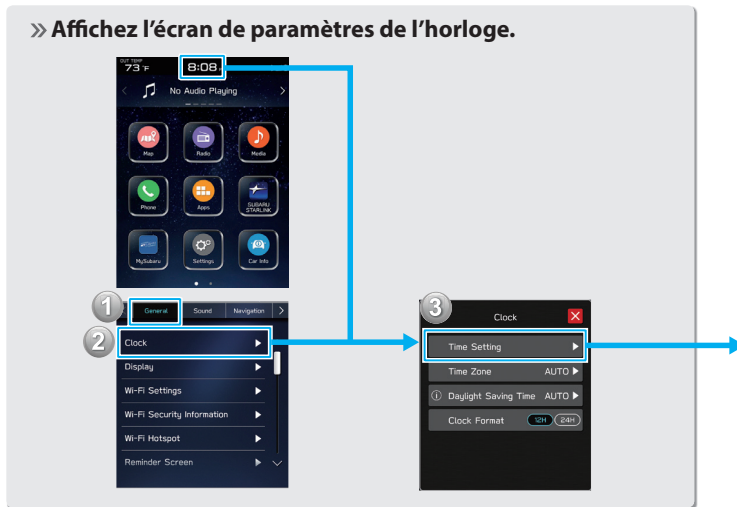 » Affichez l’écran de paramètres de l’horloge.
OUT TEMP
73 °F
8:08
No Audio Playing
Map
Radio
Media
Phone
Apps
SUBARU
STARLINK
MySubaru
Settings
Car Info
1
General
Sound
Navigation
2
Clock
Display
Wi-Fi Settings
Wi-Fi Security Information
Wi-Fi Hotspot
Reminder Screen
3
Clock
Time Setting
Time Zone AUTO
Daylight Saving Time AUTO
Clock Format 12H 24H